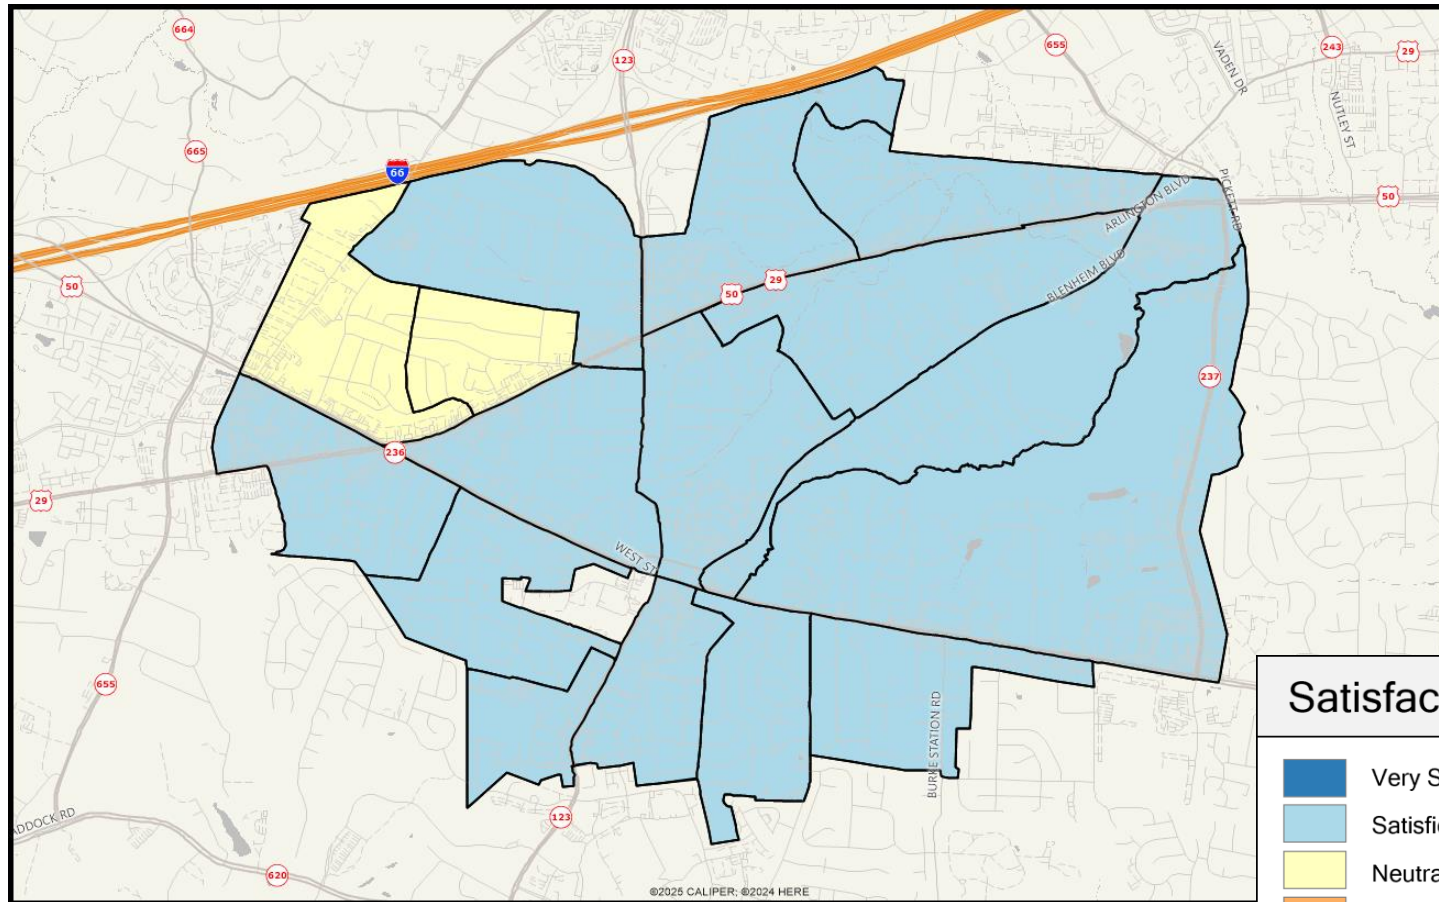 664
123
655
243
29
VADEN DR
NUTLEY ST
665
66
PICKETT RD
50
ARLINGTON BLVD
50
29
50
BLENHEIM BLVD
237
236
29
WEST ST
655
BURKE STATION RD
ADDOCK RD
123
620
©2025 CALIPER; ©2024 HERE
Satisfac
Very S
Satisfie
Neutra